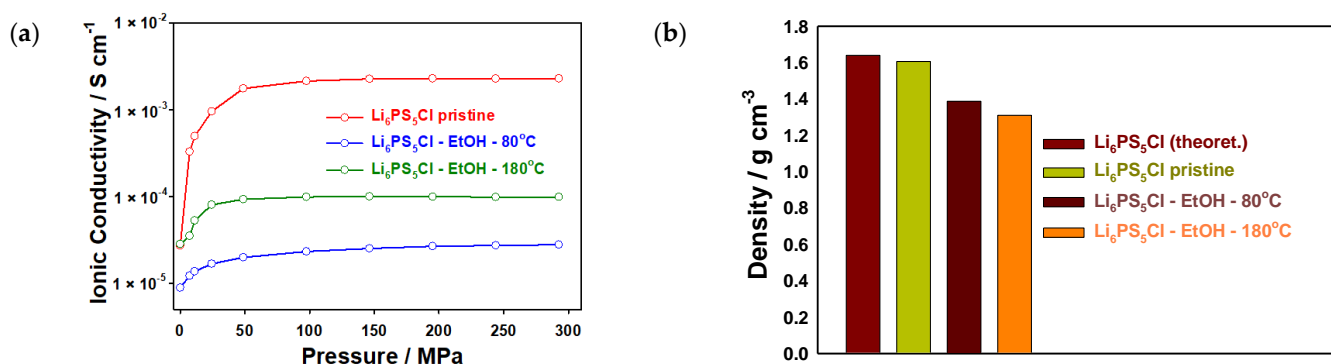 (a)
Ionic Conductivity / S cm⁻¹
1 × 10⁻²
1 × 10⁻³
1 × 10⁻⁴
1 × 10⁻⁵
Li₆PS₅Cl pristine
Li₆PS₅Cl - EtOH - 80°C
Li₆PS₅Cl - EtOH - 180°C
0 50 100 150 200 250 300
Pressure / MPa
(b)
Density / g cm⁻³
1.8
1.6
1.4
1.2
1.0
0.8
0.6
0.4
0.2
0.0
Li₆PS₅Cl (theoret.)
Li₆PS₅Cl pristine
Li₆PS₅Cl - EtOH - 80°C
Li₆PS₅Cl - EtOH - 180°C